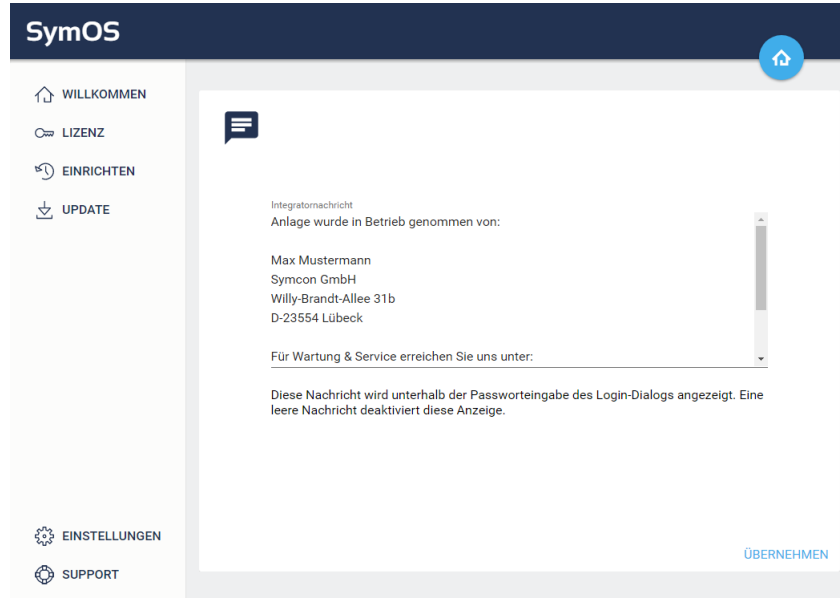 SymOS
WILLKOMMEN
LIZENZ
EINRICHTEN
UPDATE
Integratornachricht
Anlage wurde in Betrieb genommen von:
Max Mustermann
Symcon GmbH
Willy-Brandt-Allee 31b
D-23554 Lübeck
Für Wartung & Service erreichen Sie uns unter:
Diese Nachricht wird unterhalb der Passworteingabe des Login-Dialogs angezeigt. Eine
leere Nachricht deaktiviert diese Anzeige.
EINSTELLUNGEN
SUPPORT
ÜBERNEHMEN